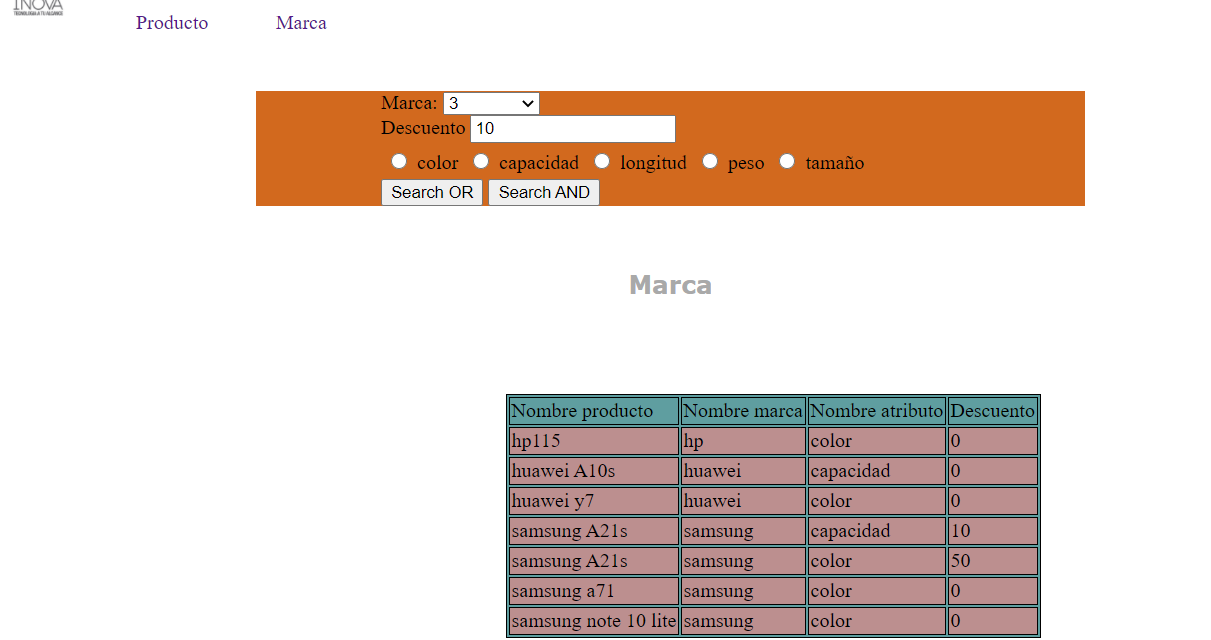 INOVA
TECNOLOGIA A TU ALCANCE
Producto Marca
Marca: 3
Descuento 10
color capacidad longitud peso tamaño
Search OR Search AND
Marca
Nombre producto Nombre marca Nombre atributo Descuento
hp115 hp color 0
huawei A10s huawei capacidad 0
huawei y7 huawei color 0
samsung A21s samsung capacidad 10
samsung A21s samsung color 50
samsung a71 samsung color 0
samsung note 10 lite samsung color 0